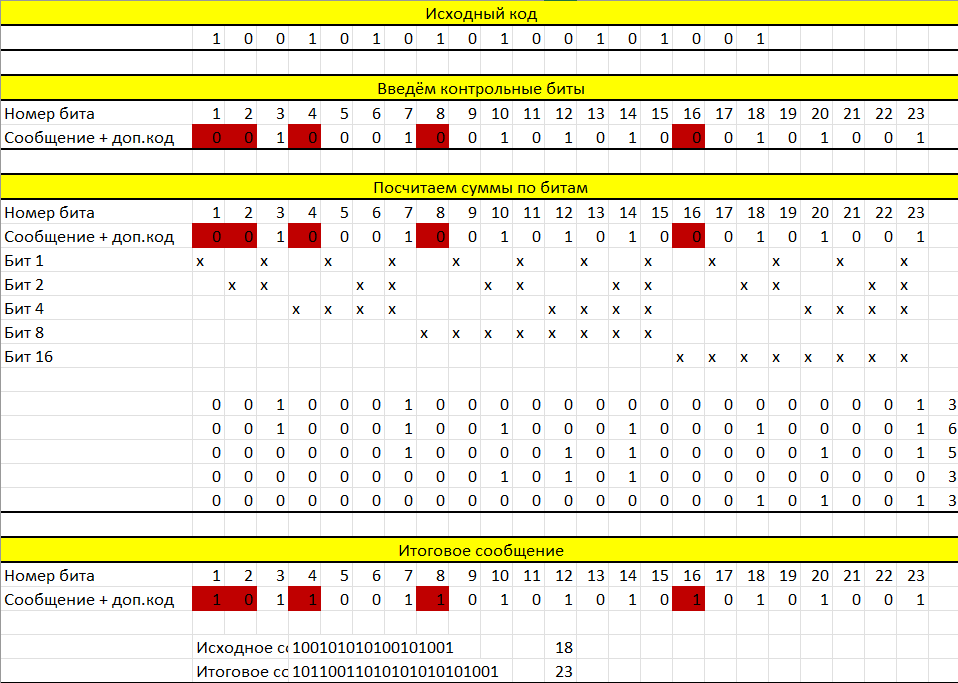 Исходный код
1 0 0 1 0 1 0 1 0 1 0 0 1 0 1 0 0 1
Введём контрольные биты
Номер бита 1 2 3 4 5 6 7 8 9 10 11 12 13 14 15 16 17 18 19 20 21 22 23
Сообщение + доп.код 0 0 1 0 0 0 1 0 0 1 0 1 0 1 0 0 0 1 0 1 0 0 1
Посчитаем суммы по битам
Номер бита 1 2 3 4 5 6 7 8 9 10 11 12 13 14 15 16 17 18 19 20 21 22 23
Сообщение + доп.код 0 0 1 0 0 0 1 0 0 1 0 1 0 1 0 0 0 1 0 1 0 0 1
Бит 1 x x x x x x x x x x x x
Бит 2 x x x x x x x x x x x x
Бит 4 x x x x x x x x x x x x
Бит 8 x x x x x x x x
Бит 16 x x x x x x x x
0 0 1 0 0 0 1 0 0 0 0 0 0 0 0 0 0 0 0 0 0 0 1 3
0 0 1 0 0 0 1 0 0 1 0 0 0 1 0 0 0 1 0 0 0 0 1 6
0 0 0 0 0 0 1 0 0 0 0 1 0 1 0 0 0 0 0 1 0 0 1 5
0 0 0 0 0 0 0 0 0 1 0 1 0 1 0 0 0 0 0 0 0 0 0 3
0 0 0 0 0 0 0 0 0 0 0 0 0 0 0 0 0 1 0 1 0 0 1 3
Итоговое сообщение
Номер бита 1 2 3 4 5 6 7 8 9 10 11 12 13 14 15 16 17 18 19 20 21 22 23
Сообщение + доп.код 1 0 1 1 0 0 1 1 0 1 0 1 0 1 0 1 0 1 0 1 0 0 1
Исходное сс 100101010100101001 18
Итоговое сс 10110011010101010101001 23